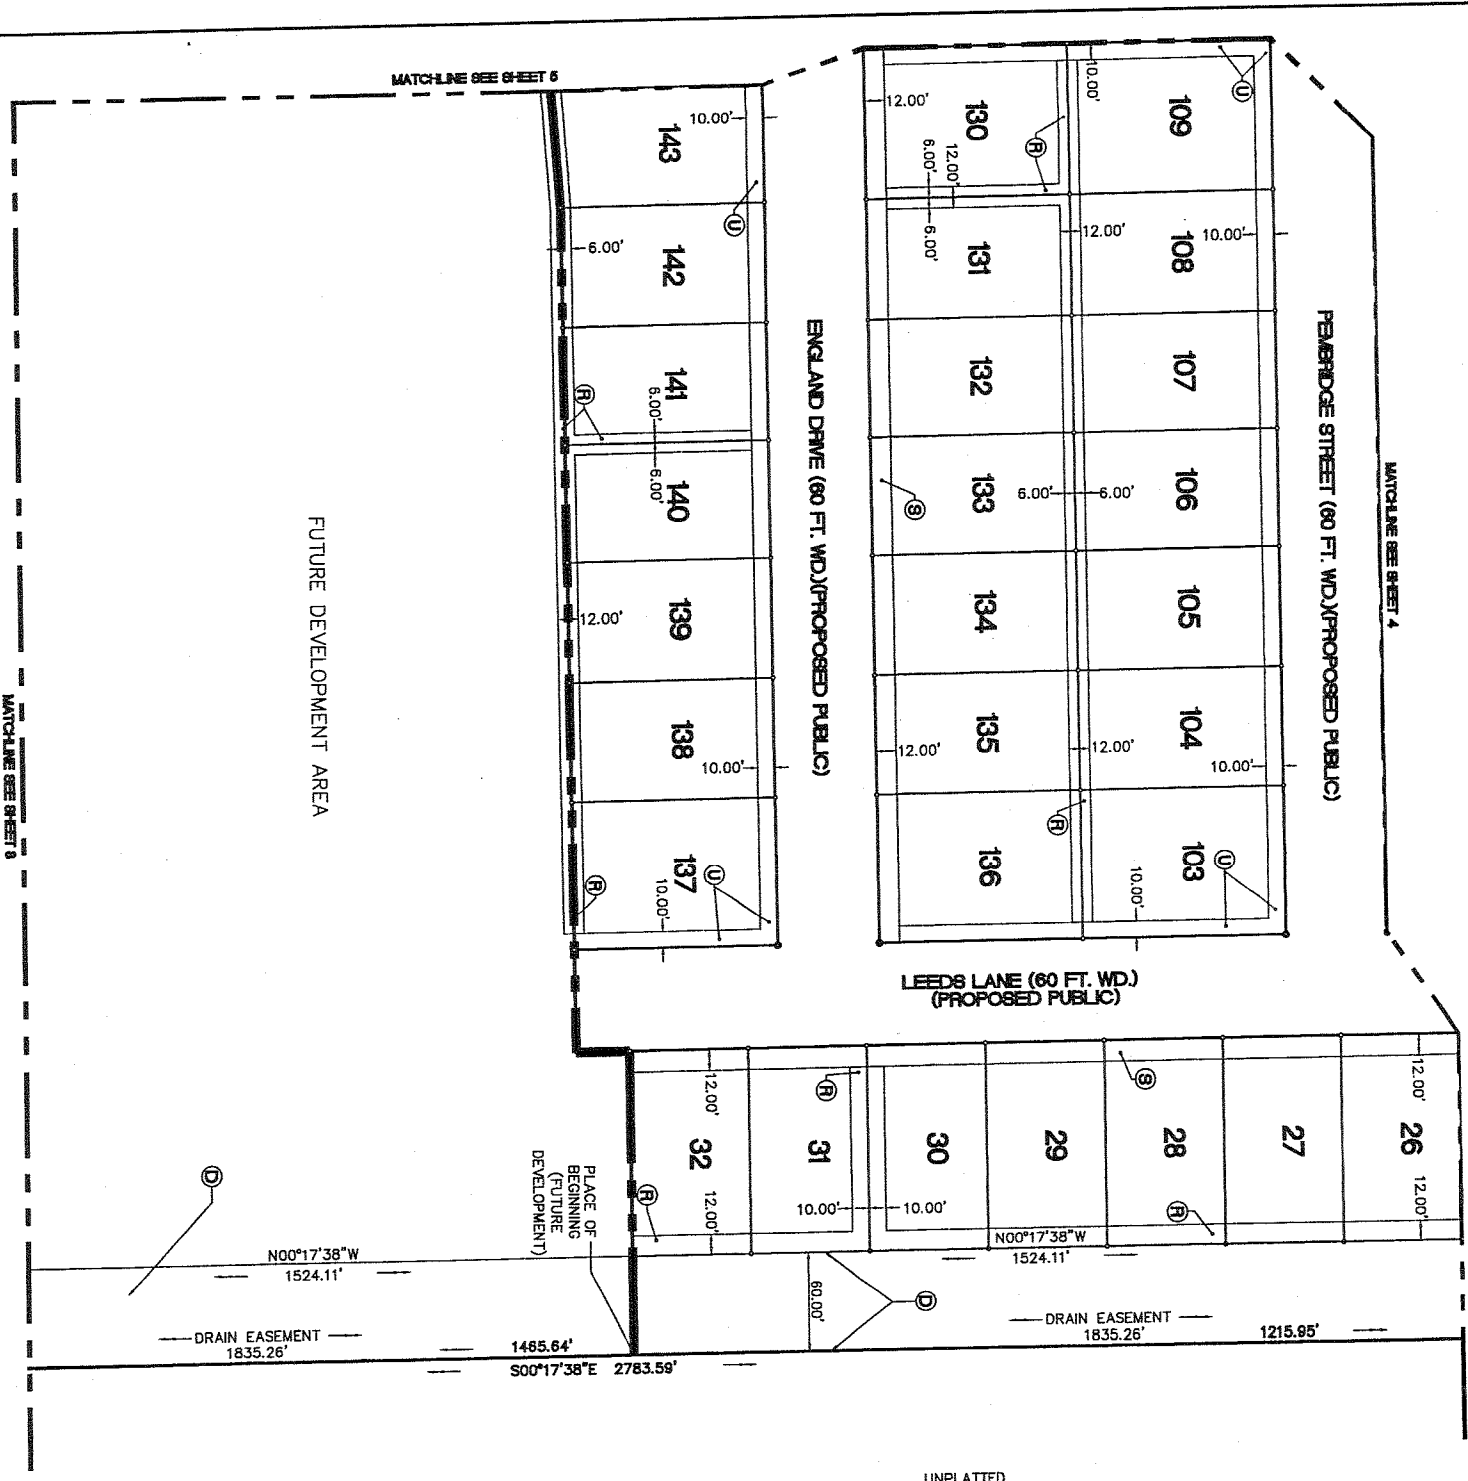 MATCHLINE SEE SHEET 5
MATCHLINE SEE SHEET 4
MATCHLINE SEE SHEET 8
PEMBRIDGE STREET (60 FT. WD.)(PROPOSED PUBLIC)
ENGLAND DRIVE (60 FT. WD.)(PROPOSED PUBLIC)
LEEDS LANE (60 FT. WD.)
(PROPOSED PUBLIC)
FUTURE DEVELOPMENT AREA
143
10.00'
U
142
6.00'
141
6.00'
R
140
6.00'
139
12.00'
138
10.00'
137
10.00'
U
R
130
12.00'
12.00'
6.00'
6.00'
R
131
132
133
S
6.00'
6.00'
134
135
12.00'
136
109
10.00'
U
108
10.00'
12.00'
107
106
105
104
12.00'
10.00'
103
10.00'
U
R
32
12.00'
12.00'
R
31
R
10.00'
30
10.00'
29
28
S
R
27
26
12.00'
12.00'
PLACE OF
BEGINNING
(FUTURE
DEVELOPMENT)
D
N00°17'38"W
1524.11'
N00°17'38"W
1524.11'
60.00'
D
DRAIN EASEMENT
1835.26'
1465.64'
S00°17'38"E 2783.59'
DRAIN EASEMENT
1835.26'
1215.95'
UNPLATTED